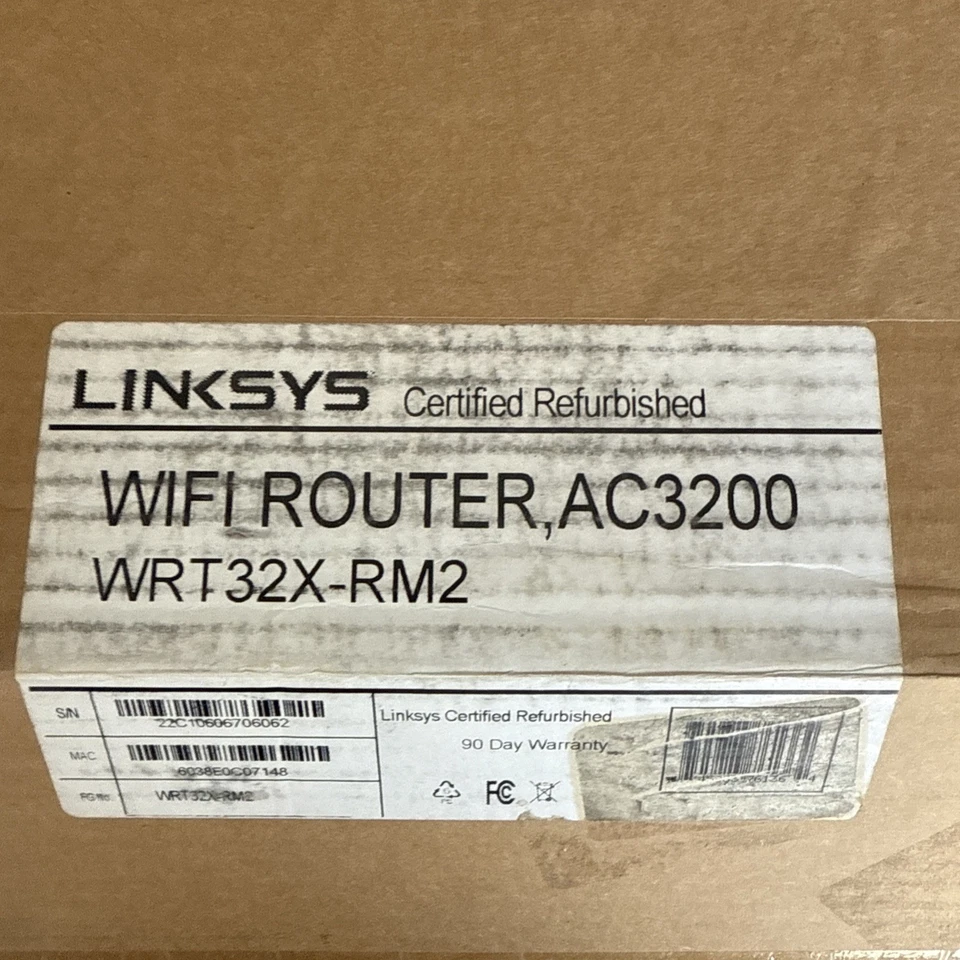 LINKSYS Certified Refurbished
WIFI ROUTER,AC3200
WRT32X-RM2
S/N
22C10606706062
MAC
6038E0C07148
WRT32X-RM2
Linksys Certified Refurbished
90 Day Warranty
PE
FC